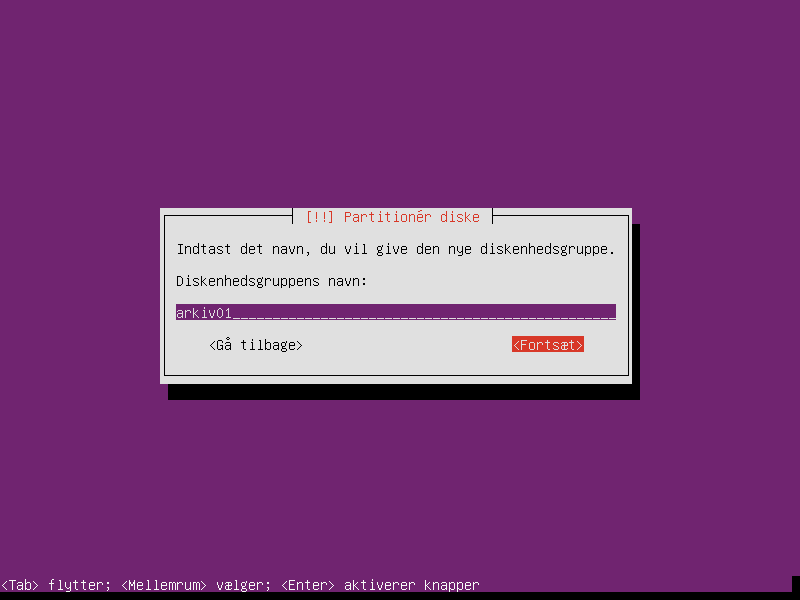 [!!] Partitionér diske
Indtast det navn, du vil give den nye diskenhedsgruppe.
Diskenhedsgruppens navn:
arkiv01________________________________________________
<Gå tilbage> <Fortsæt>
<Tab> flytter; <Mellemrum> vælger; <Enter> aktiverer knapper